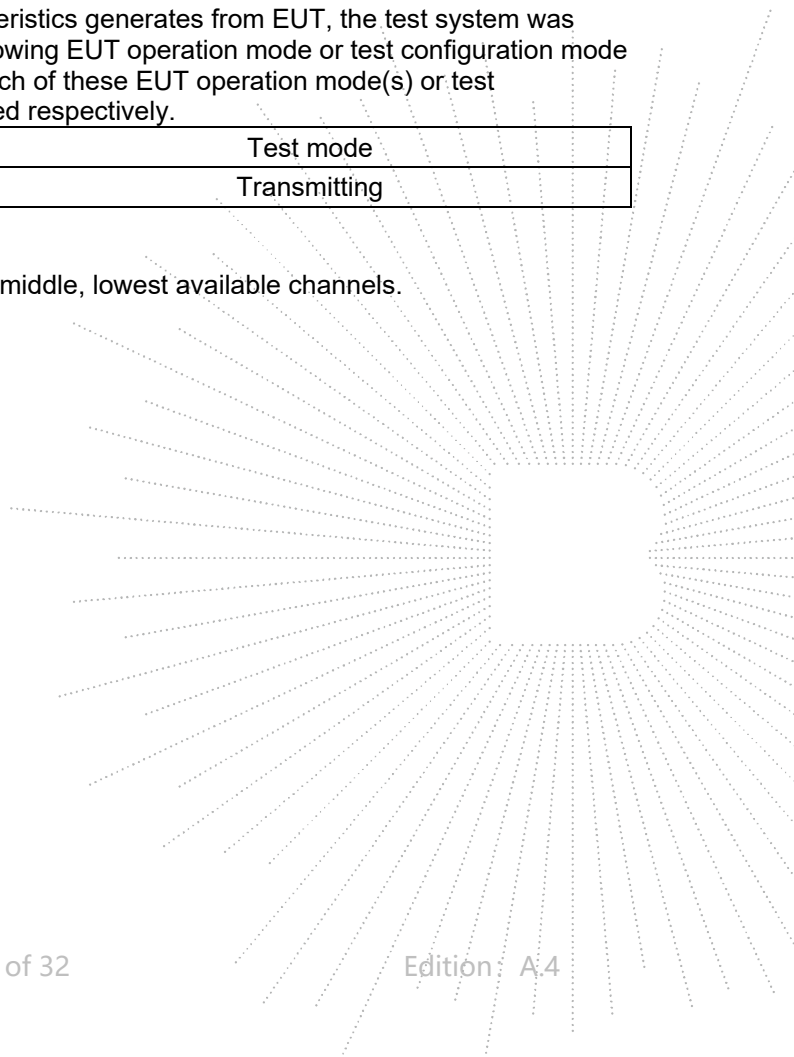 eristics generates from EUT, the test system was
owing EUT operation mode or test configuration mode
ch of these EUT operation mode(s) or test
ed respectively.
Test mode
Transmitting
middle, lowest available channels.
of 32 Edition: A.4